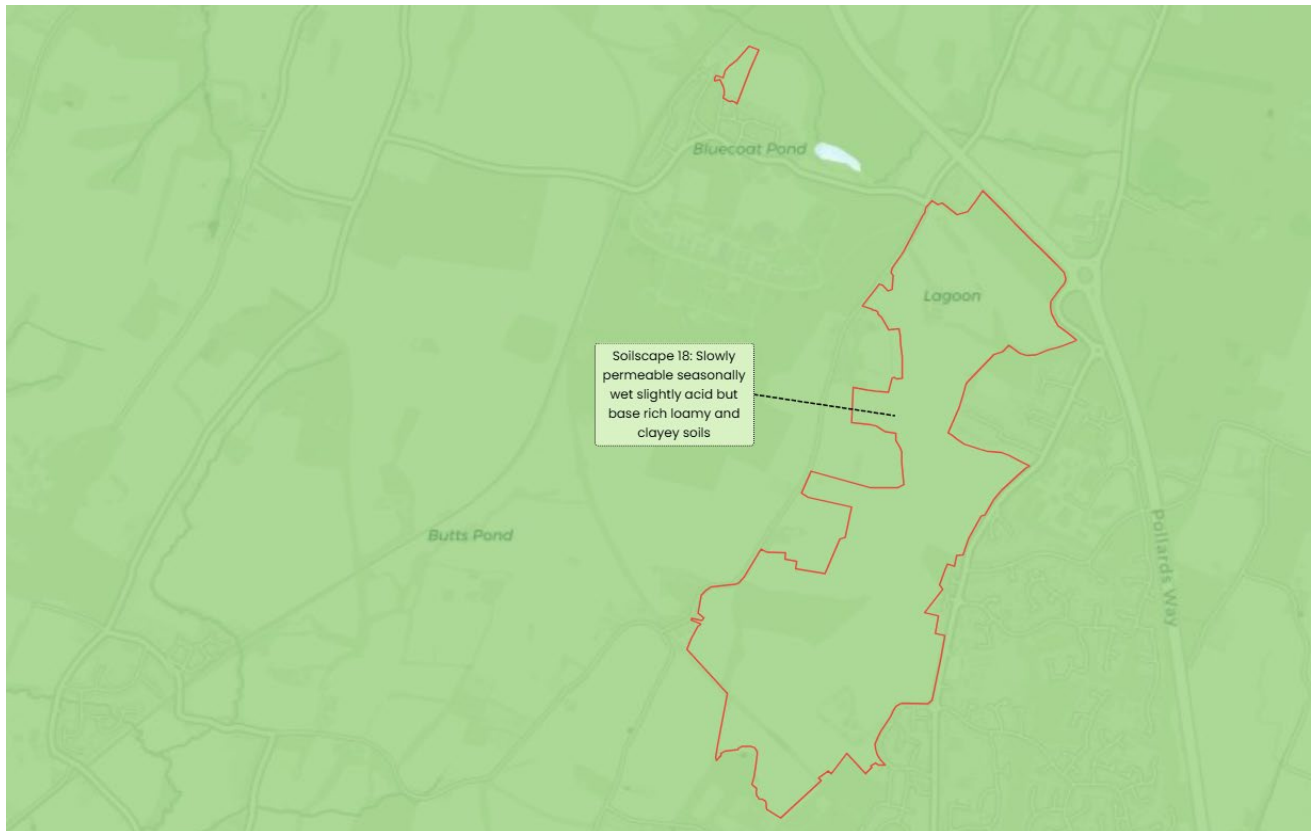 Bluecoat Pond
Lagoon
Soilscape 18: Slowly
permeable seasonally
wet slightly acid but
base rich loamy and
clayey soils
Butts Pond
Pollards Way